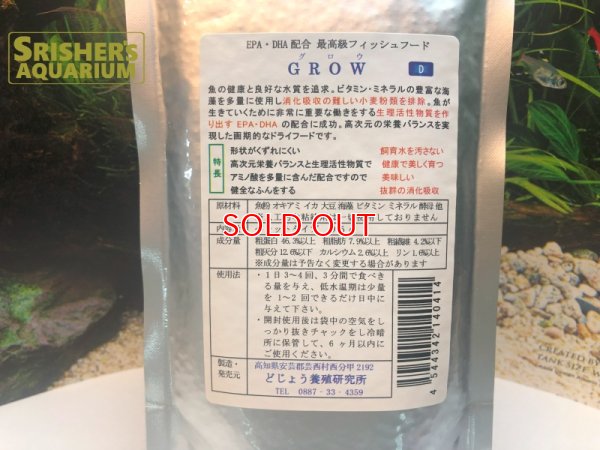 SRISHER'S
AQUARIUM
EPA・DHA 配合 最高級フィッシュフード
グロウ
GROW
D
魚の健康と良好な水質を追求。ビタミン・ミネラルの豊富な海
藻を多量に使用し消化吸収の難しい小麦粉類を排除。魚が
生きていくために非常に重要な働きをする生理活性物質を作
り出す EPA・DHA の配合に成功。高次元の栄養バランスを実
現した画期的なドライフードです。
特長
形状がくずれにくい 飼育水を汚さない
高次元栄養バランスと生理活性物質で 健康で美しく育つ
アミノ酸を多量に含んだ配合ですので 美味しい
健全なふんをする 抜群の消化吸収
原材料 魚粉 オキアミ イカ 大豆 海藻 ビタミン ミネラル 酵母 他
使用しておりません
SOLD OUT
成分量 粗蛋白 46.3%以上 粗脂肪 7.9%以上 粗繊維 4.2%以下
粗灰分 12.6%以下 カルシウム 2.6%以上 リン 1.6%以上
※成分量は予告なく変更する場合があります
使用法 ・1日3～4回、3分間で食べき
る量を与え、低水温期は少量
を1～2回できるだけ日中に
与えて下さい。
・開封使用後は袋中の空気をし
っかり抜きチャックをし冷暗
所に保管して、6ヶ月以内に
ご使用ください。
製造・
発売元
高知県安芸郡芸西村西分甲2192
どじょう養殖研究所
TEL 0887-33-4359
4 544342 140414
CREATED BY
TANK SIZE